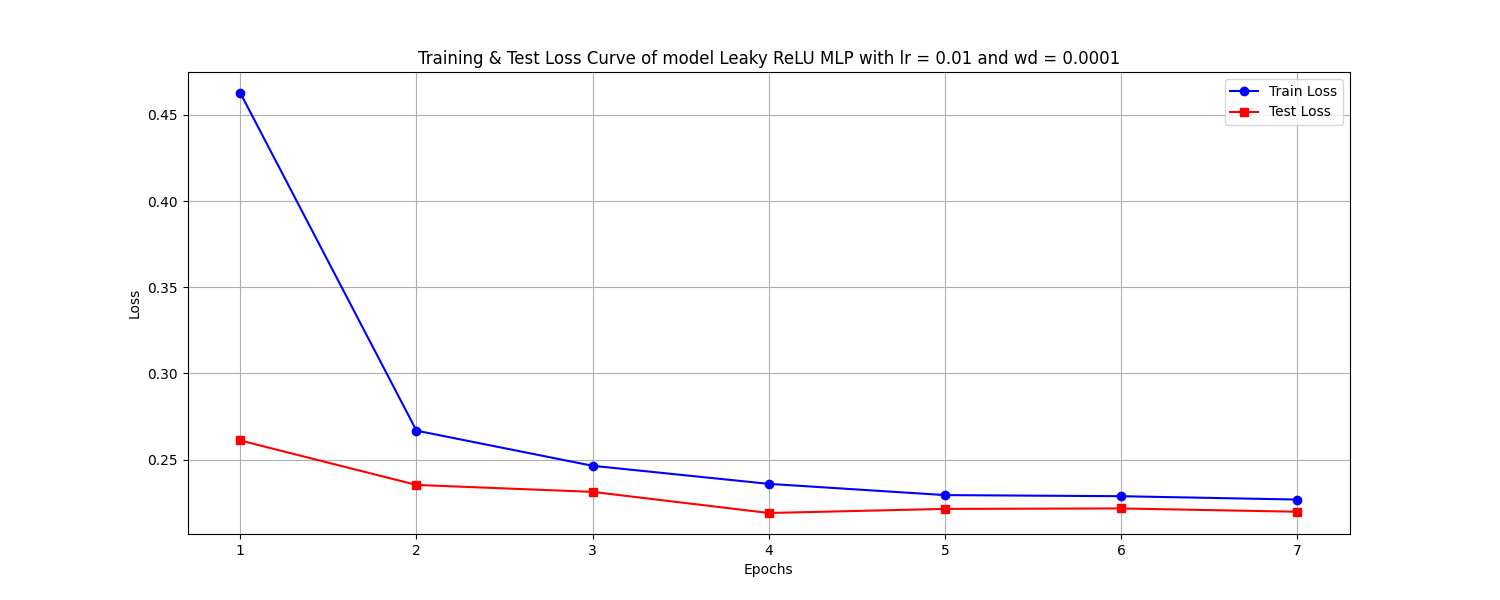 Training & Test Loss Curve of model Leaky ReLU MLP with lr = 0.01 and wd = 0.0001
Train Loss
Test Loss
0.45
0.40
0.35
0.30
0.25
Loss
1 2 3 4 5 6 7
Epochs